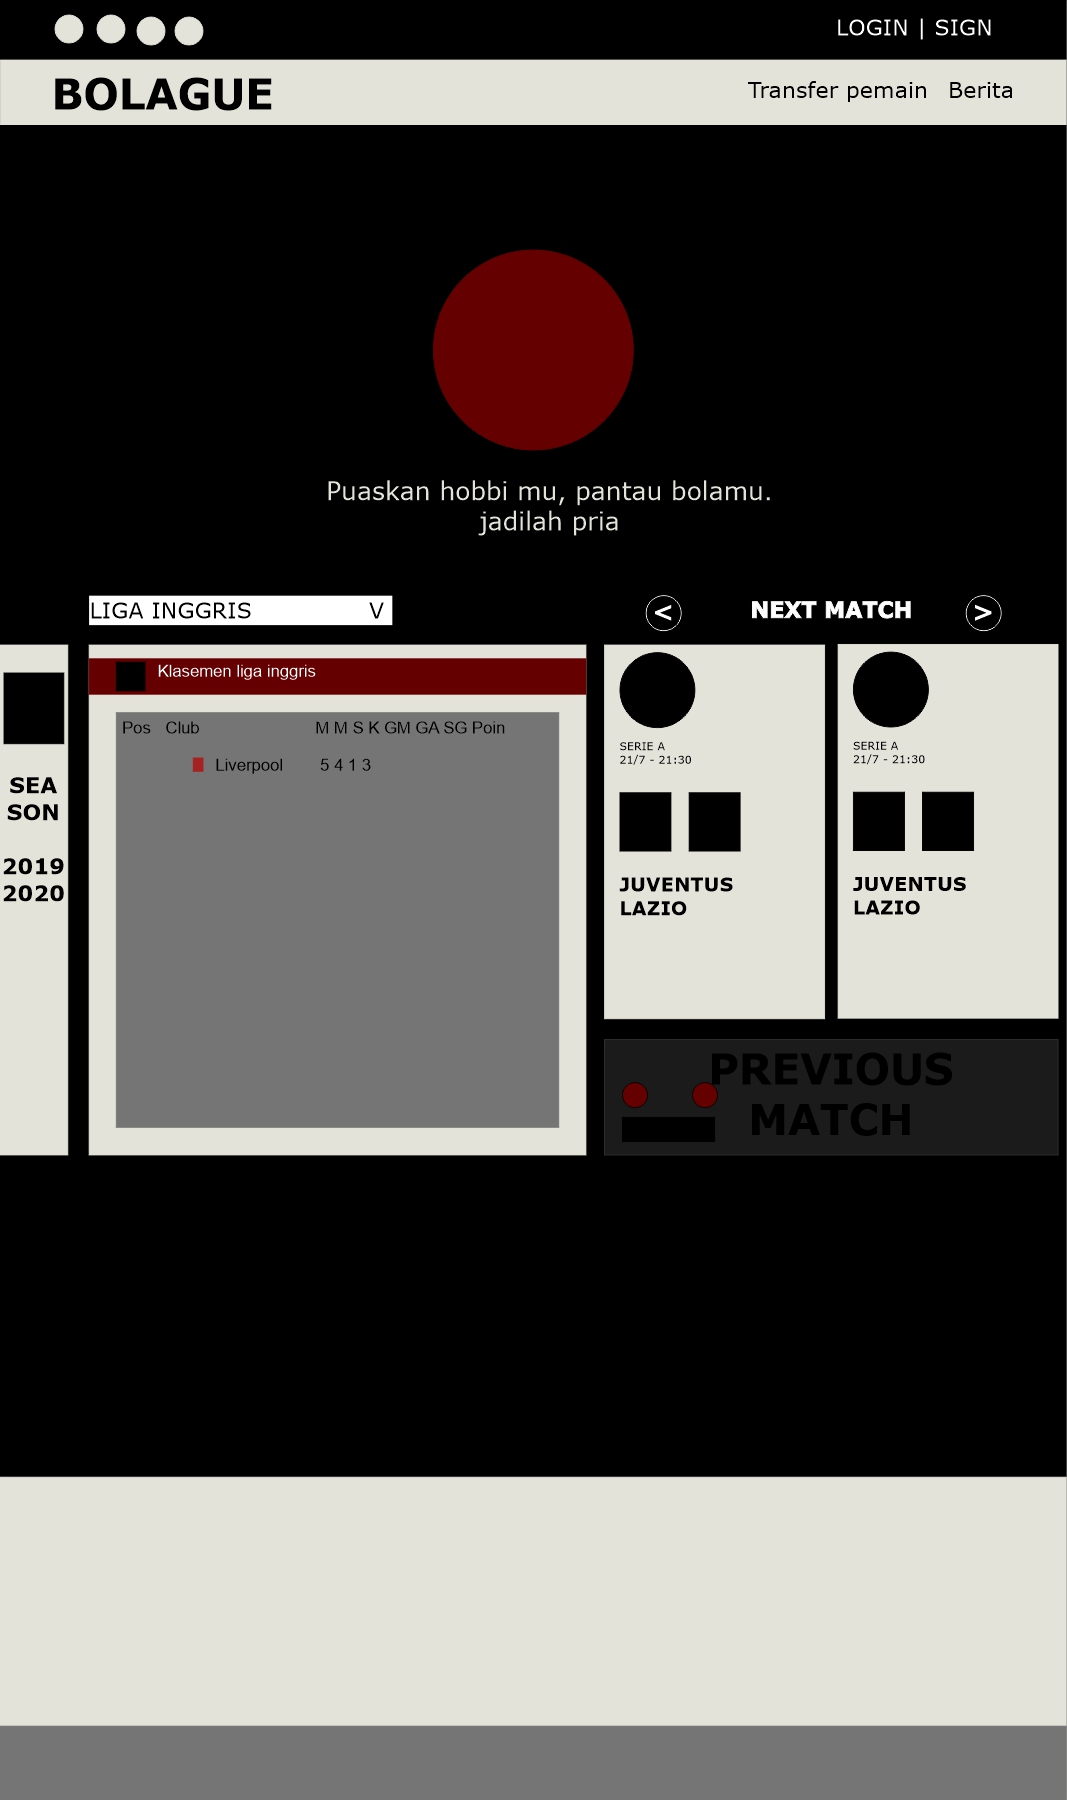 LOGIN | SIGN
BOLAGUE
Transfer pemain Berita
Puaskan hobbi mu, pantau bolamu.
jadilah pria
LIGA INGGRIS V
< NEXT MATCH >
SEA
SON
2019
2020
Klasemen liga inggris
Pos Club M M S K GM GA SG Poin
Liverpool 5 4 1 3
SERIE A
21/7 - 21:30
JUVENTUS
LAZIO
SERIE A
21/7 - 21:30
JUVENTUS
LAZIO
PREVIOUS
MATCH